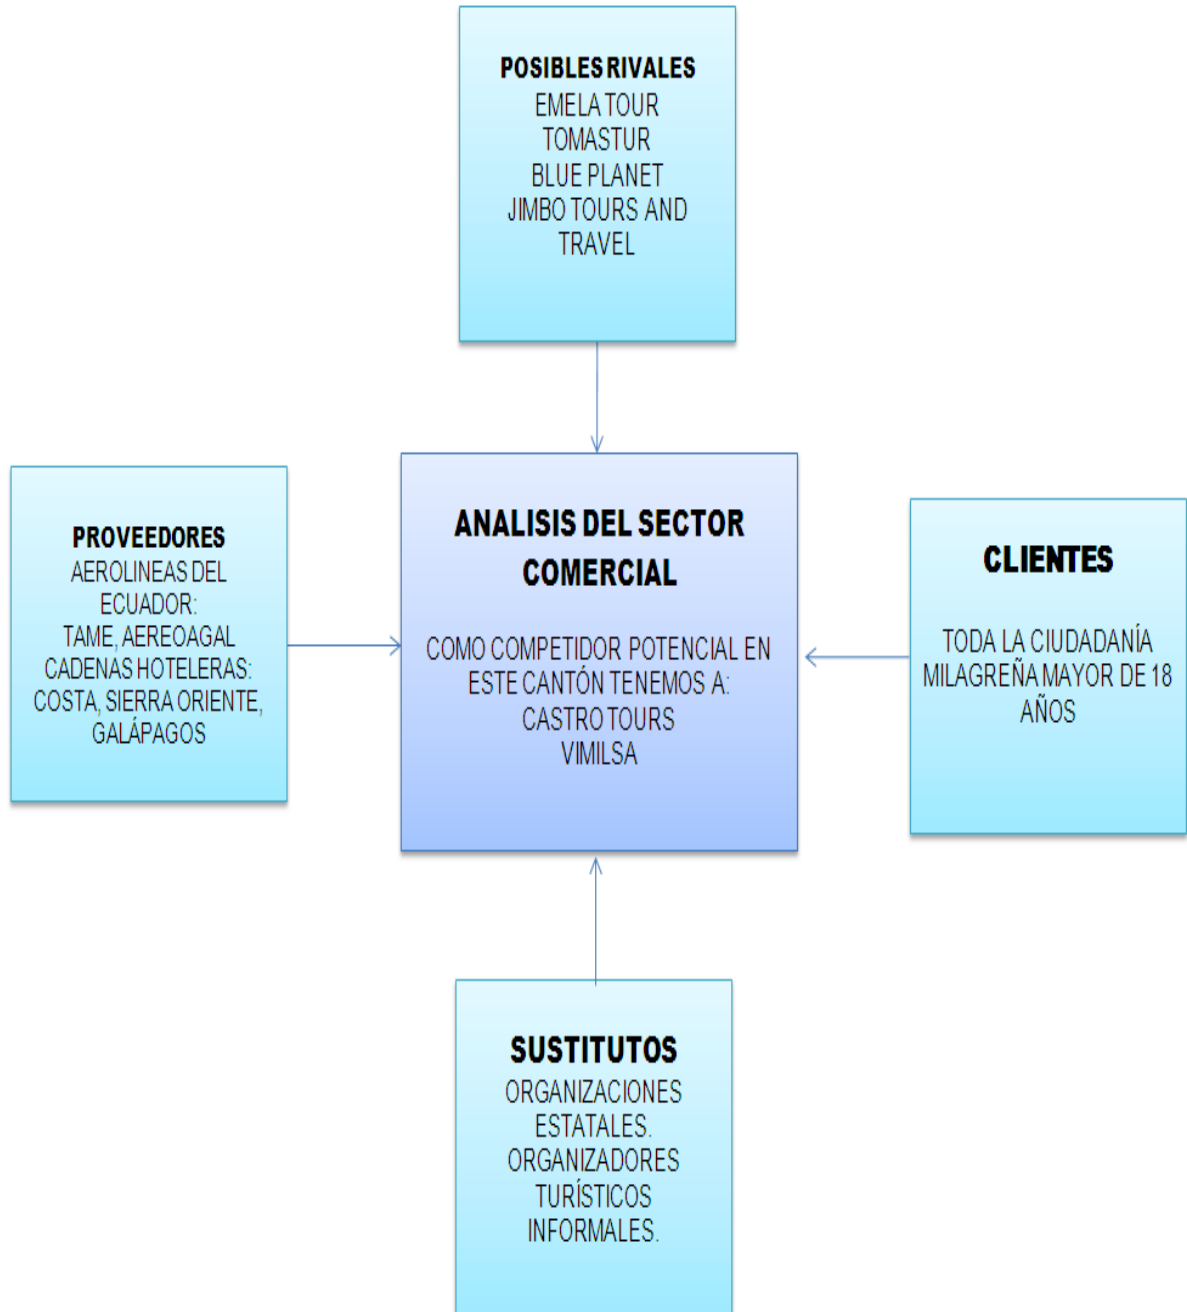 POSIBLES RIVALES
EMELA TOUR
TOMASTUR
BLUE PLANET
JIMBO TOURS AND
TRAVEL
PROVEEDORES
AEROLINEAS DEL
ECUADOR:
TAME, AEREOAGAL
CADENAS HOTELERAS:
COSTA, SIERRA ORIENTE,
GALÁPAGOS
ANALISIS DEL SECTOR
COMERCIAL
COMO COMPETIDOR POTENCIAL EN
ESTE CANTÓN TENEMOS A:
CASTRO TOURS
VIMILSA
CLIENTES
TODA LA CIUDADANÍA
MILAGREÑA MAYOR DE 18
AÑOS
SUSTITUTOS
ORGANIZACIONES
ESTATALES.
ORGANIZADORES
TURÍSTICOS
INFORMALES.